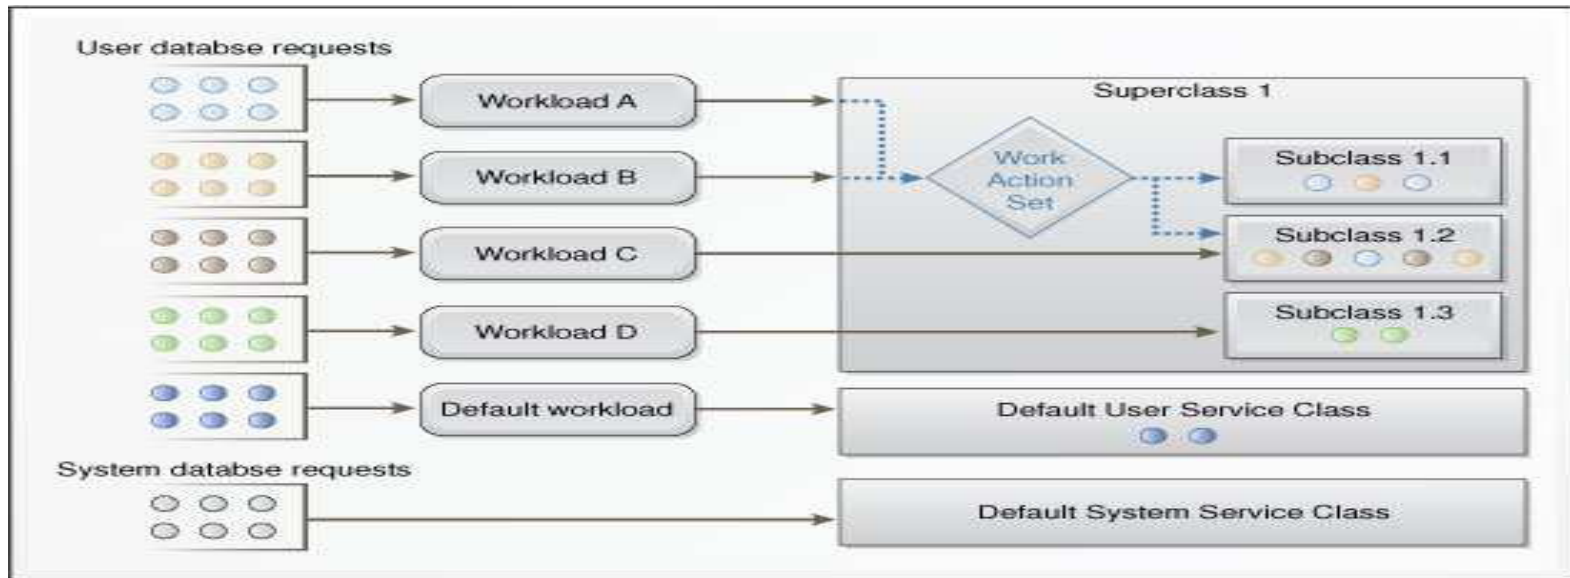 User databse requests
Workload A
Superclass 1
Work
Action
Set
Subclass 1.1
Workload B
Subclass 1.2
Workload C
Subclass 1.3
Workload D
Default workload
Default User Service Class
System databse requests
Default System Service Class